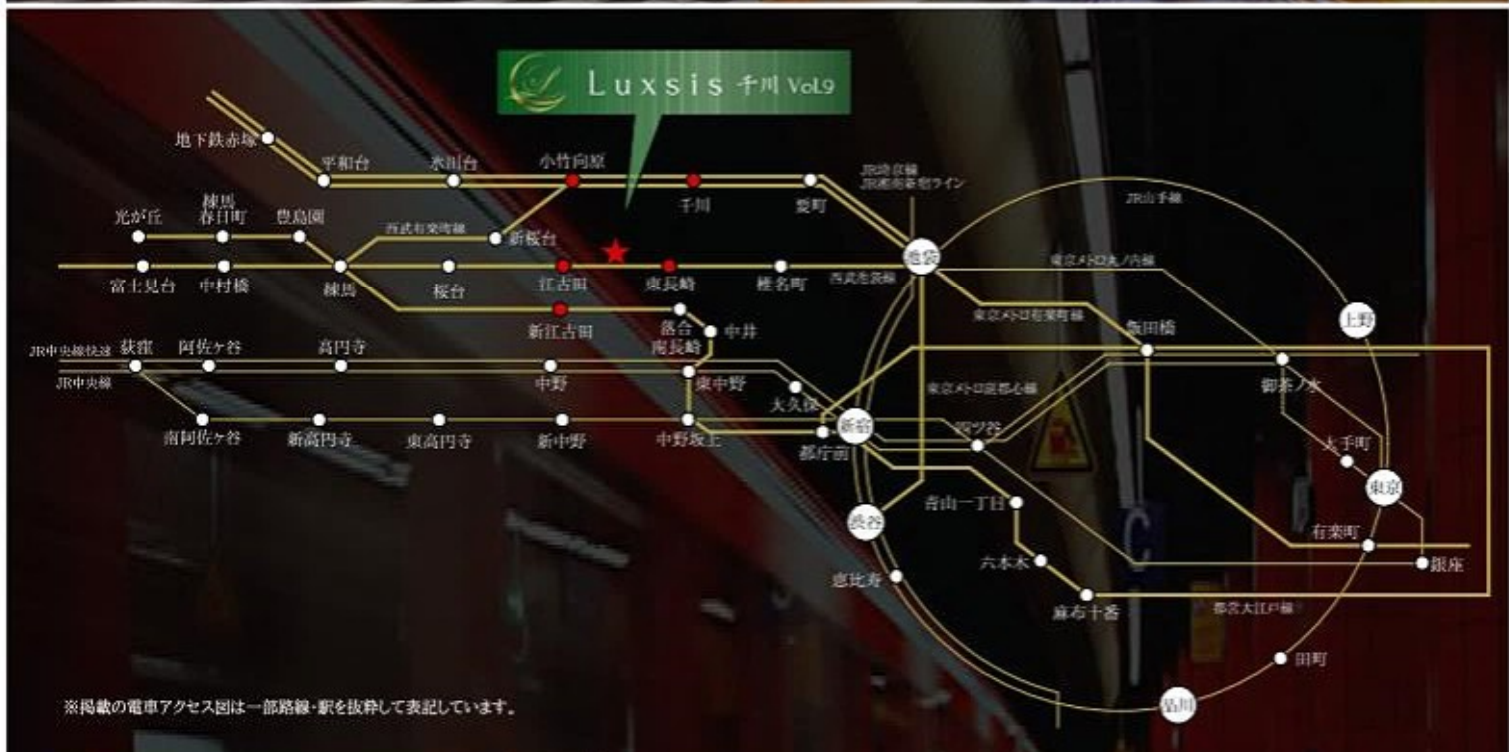 Luxsis 千川 Vol.9
地下鉄赤塚
平和台
氷川台
小竹向原
千川
要町
JR埼京線
JR湘南新宿ライン
JR山手線
光が丘
練馬
春日町
豊島園
西武有楽町線
新桜台
池袋
東京メトロ丸ノ内線
富士見台
中村橋
練馬
桜台
江古田
東長崎
椎名町
西武池袋線
東京メトロ有楽町線
上野
新江古田
落合
南長崎
中井
飯田橋
JR中央線快速
荻窪
阿佐ヶ谷
高円寺
中野
東中野
大久保
東京メトロ副都心線
御茶ノ水
JR中央線
南阿佐ヶ谷
新高円寺
東高円寺
新中野
中野坂上
都庁前
新宿
四ツ谷
大手町
東京
青山一丁目
渋谷
有楽町
恵比寿
六本木
銀座
麻布十番
都営大江戸線
田町
品川
※掲載の電車アクセス図は一部路線・駅を抜粋して表記しています。